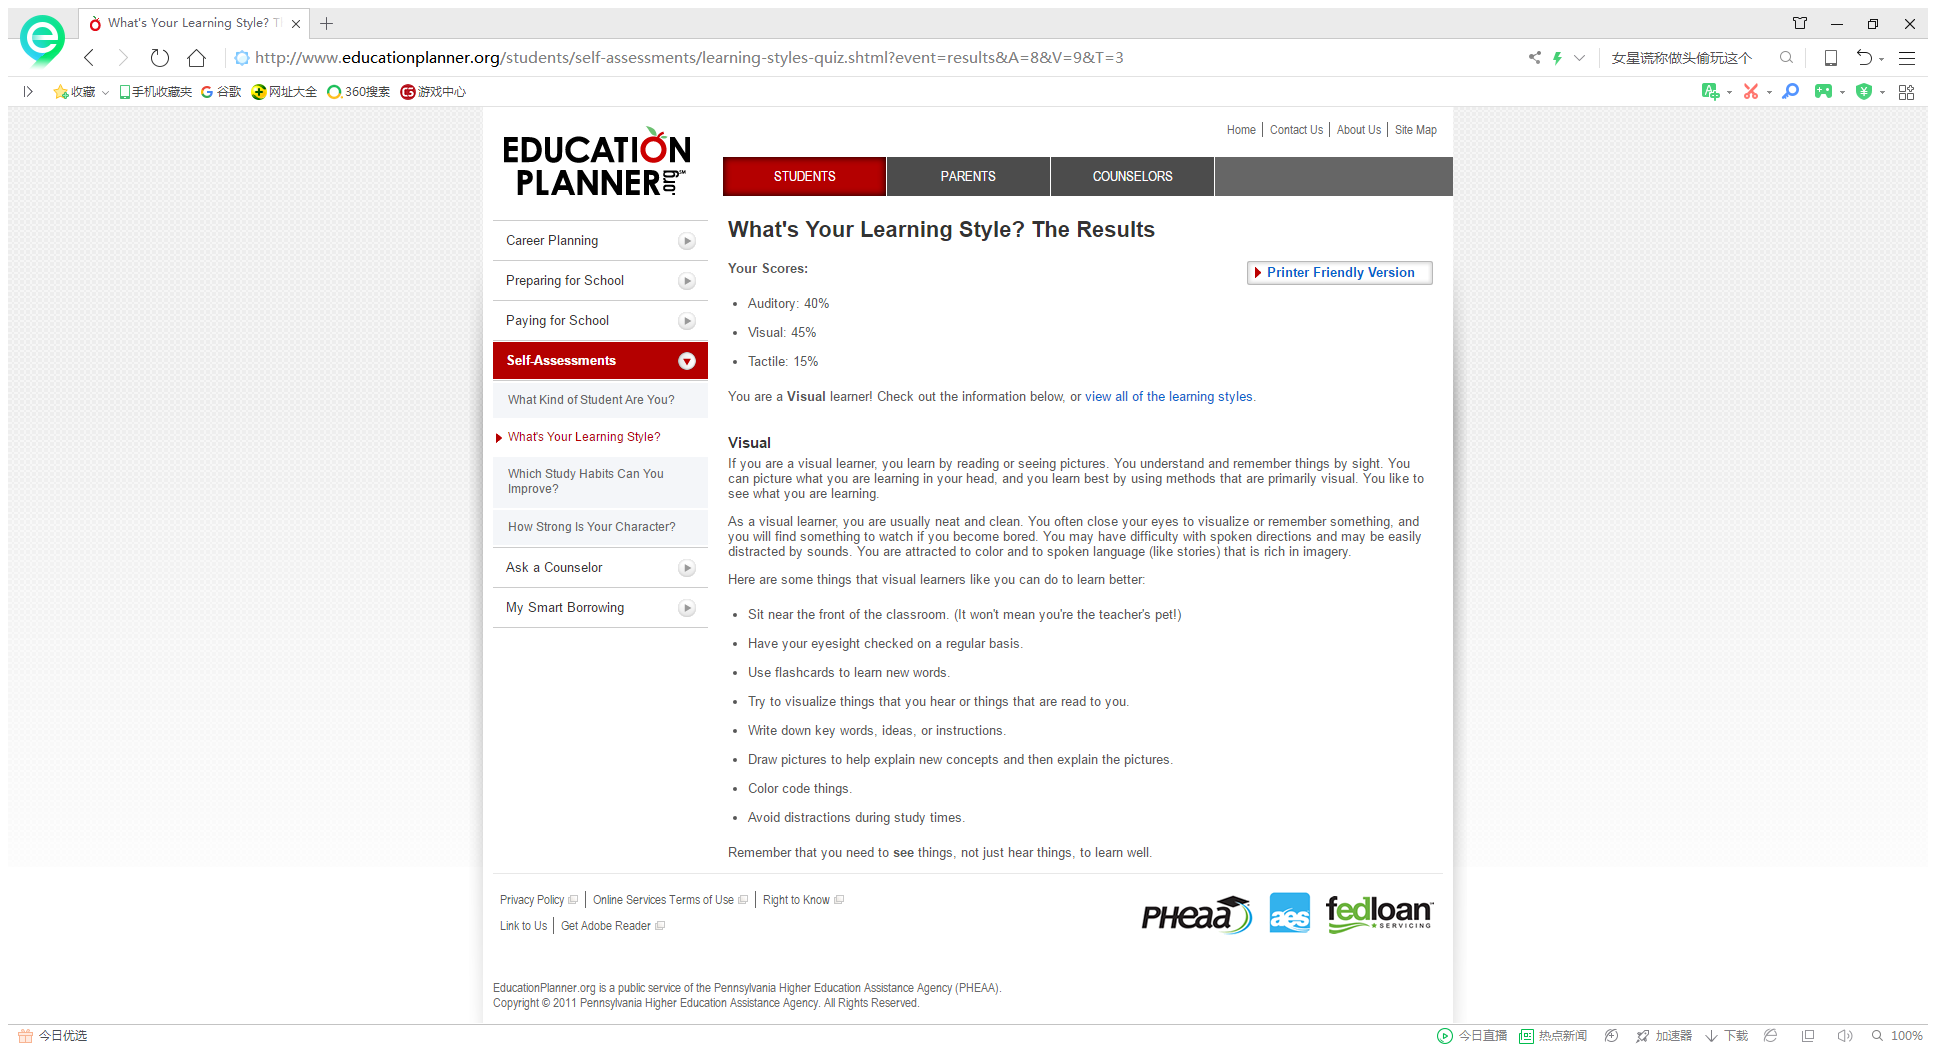 What's Your Learning Style? T
http://www.educationplanner.org/students/self-assessments/learning-styles-quiz.shtml?event=results&A=8&V=9&T=3
女星谎称做头偷玩这个
收藏 手机收藏夹 谷歌 网址大全 360搜索 游戏中心
EDUCATION
PLANNER.org
Home | Contact Us | About Us | Site Map
STUDENTS PARENTS COUNSELORS
Career Planning
Preparing for School
Paying for School
Self-Assessments
What Kind of Student Are You?
What's Your Learning Style?
Which Study Habits Can You
Improve?
How Strong Is Your Character?
Ask a Counselor
My Smart Borrowing
What's Your Learning Style? The Results
Your Scores:
Printer Friendly Version
• Auditory: 40%
• Visual: 45%
• Tactile: 15%
You are a Visual learner! Check out the information below, or view all of the learning styles.
Visual
If you are a visual learner, you learn by reading or seeing pictures. You understand and remember things by sight. You
can picture what you are learning in your head, and you learn best by using methods that are primarily visual. You like to
see what you are learning.
As a visual learner, you are usually neat and clean. You often close your eyes to visualize or remember something, and
you will find something to watch if you become bored. You may have difficulty with spoken directions and may be easily
distracted by sounds. You are attracted to color and to spoken language (like stories) that is rich in imagery.
Here are some things that visual learners like you can do to learn better:
• Sit near the front of the classroom. (It won't mean you're the teacher's pet!)
• Have your eyesight checked on a regular basis.
• Use flashcards to learn new words.
• Try to visualize things that you hear or things that are read to you.
• Write down key words, ideas, or instructions.
• Draw pictures to help explain new concepts and then explain the pictures.
• Color code things.
• Avoid distractions during study times.
Remember that you need to see things, not just hear things, to learn well.
Privacy Policy | Online Services Terms of Use | Right to Know
Link to Us | Get Adobe Reader
PHEAA aes fedloan
SERVICING
EducationPlanner.org is a public service of the Pennsylvania Higher Education Assistance Agency (PHEAA).
Copyright © 2011 Pennsylvania Higher Education Assistance Agency. All Rights Reserved.
今日优选 今日直播 热点新闻 加速器 下载 100%